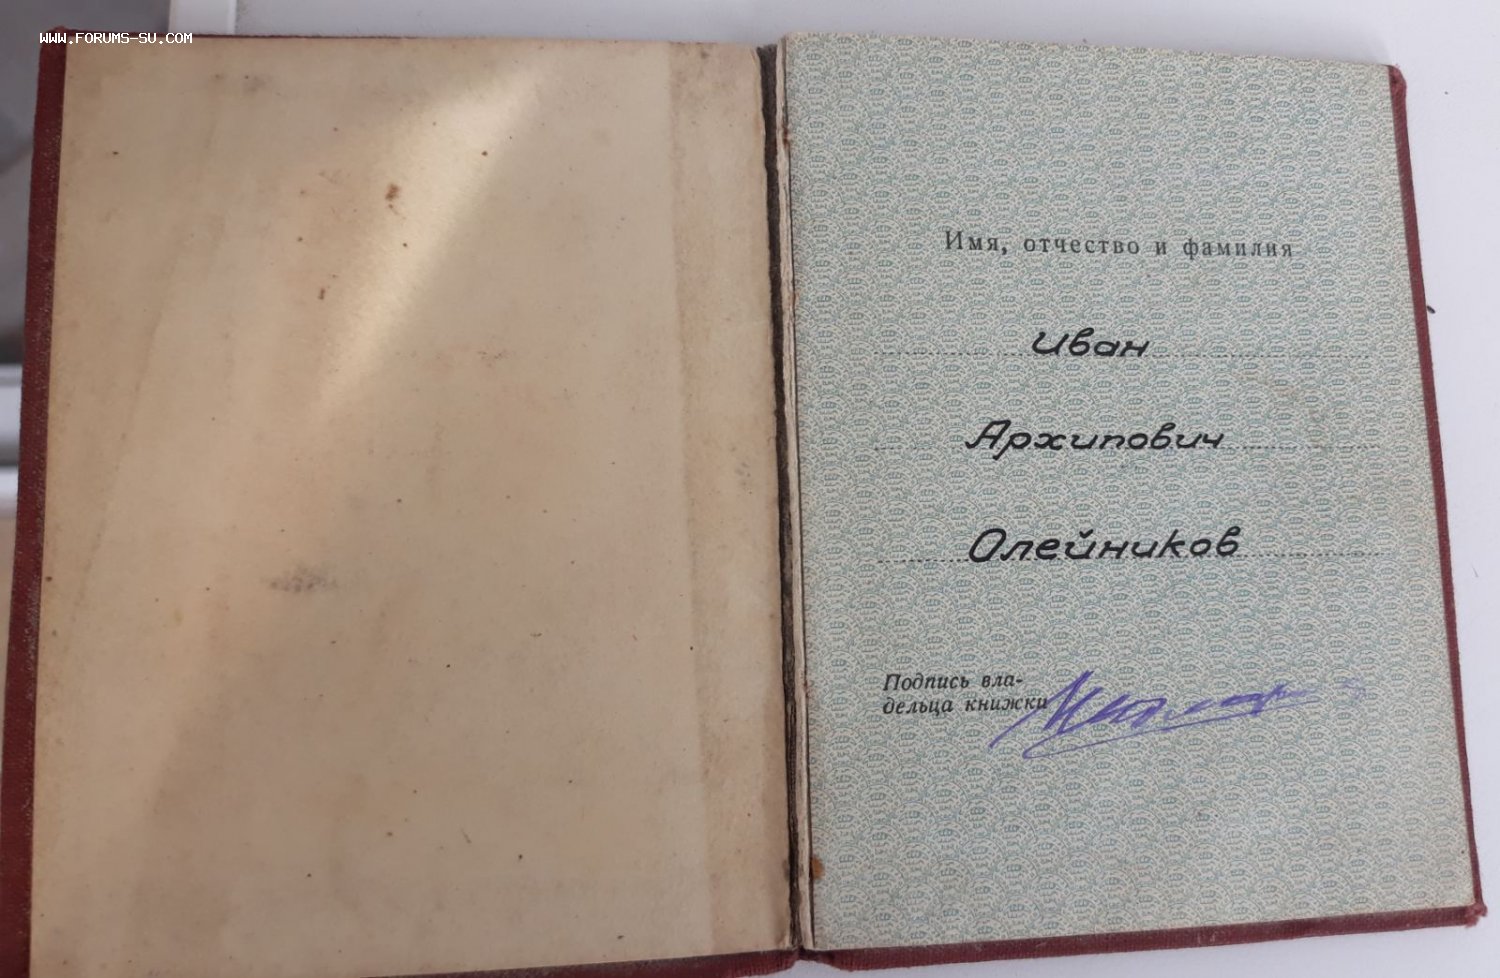 WWW.FORUMS-SU.COM
Имя, отчество и фамилия
Иван
Архипович
Олейников
Подпись вла-
дельца книжки